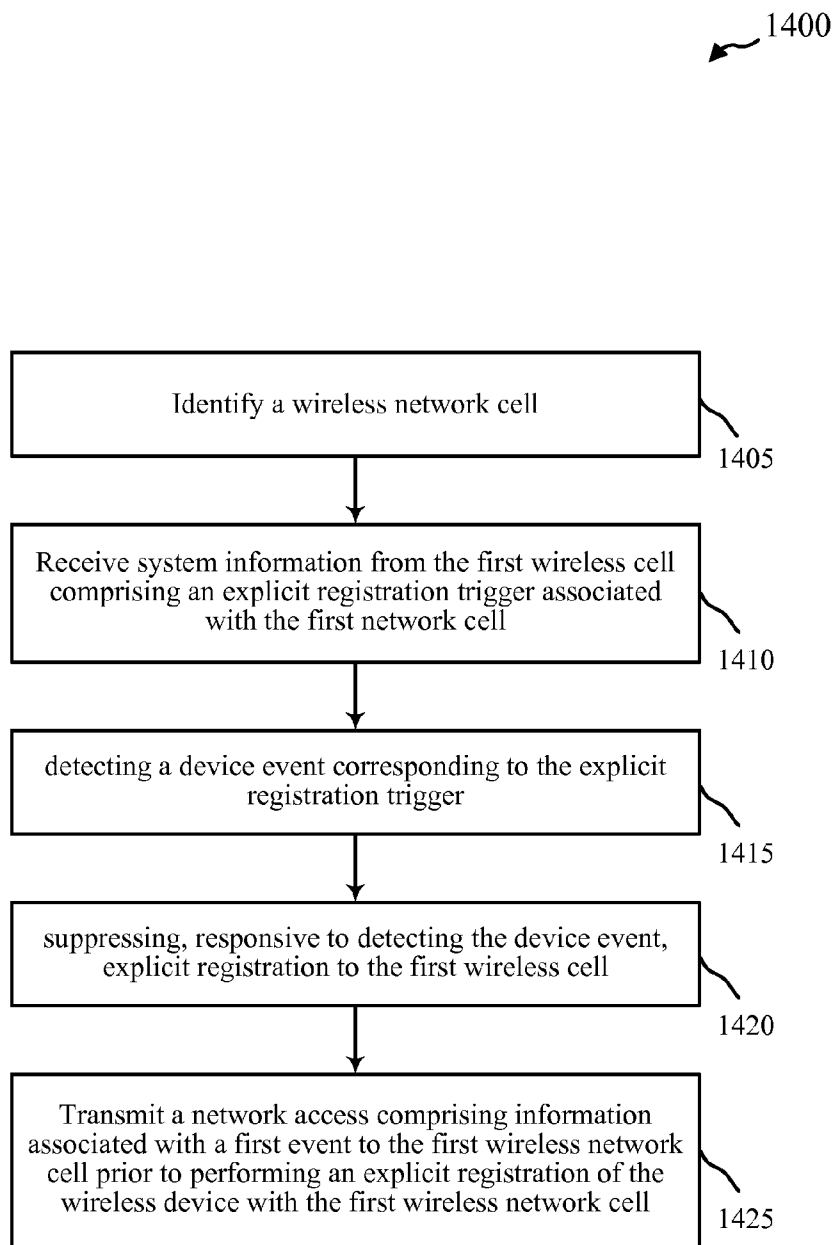 1400
Identify a wireless network cell
1405
Receive system information from the first wireless cell
comprising an explicit registration trigger associated
with the first network cell
1410
detecting a device event corresponding to the explicit
registration trigger
1415
suppressing, responsive to detecting the device event,
explicit registration to the first wireless cell
1420
Transmit a network access comprising information
associated with a first event to the first wireless network
cell prior to performing an explicit registration of the
wireless device with the first wireless network cell
1425